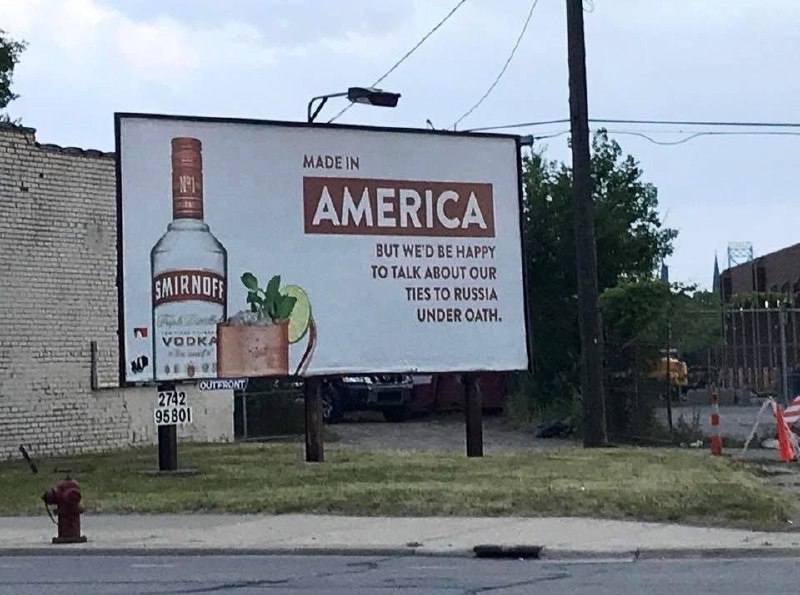 MADE IN
AMERICA
BUT WE'D BE HAPPY
TO TALK ABOUT OUR
TIES TO RUSSIA
UNDER OATH.
Nº1
SMIRNOFF
VODKA
OUTFRONT
2742
95801